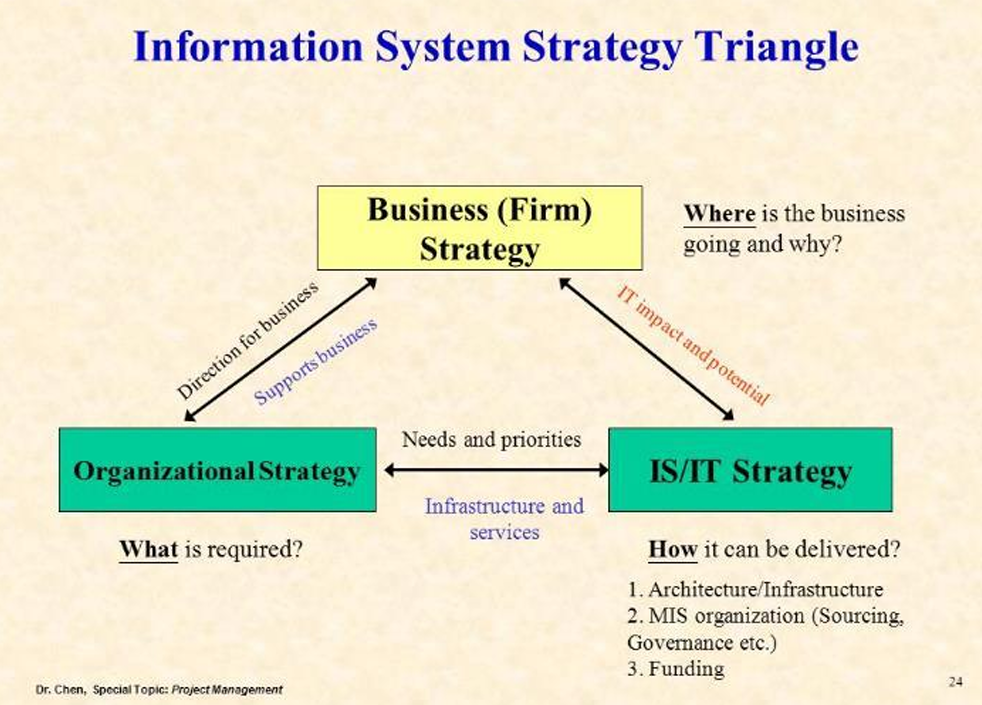 Information System Strategy Triangle
Business (Firm)
Strategy
Where is the business
going and why?
Direction for business
Supports business
IT impact and potential
Organizational Strategy
Needs and priorities
Infrastructure and
services
IS/IT Strategy
What is required?
How it can be delivered?
1. Architecture/Infrastructure
2. MIS organization (Sourcing,
Governance etc.)
3. Funding
Dr. Chen, Special Topic: Project Management
24